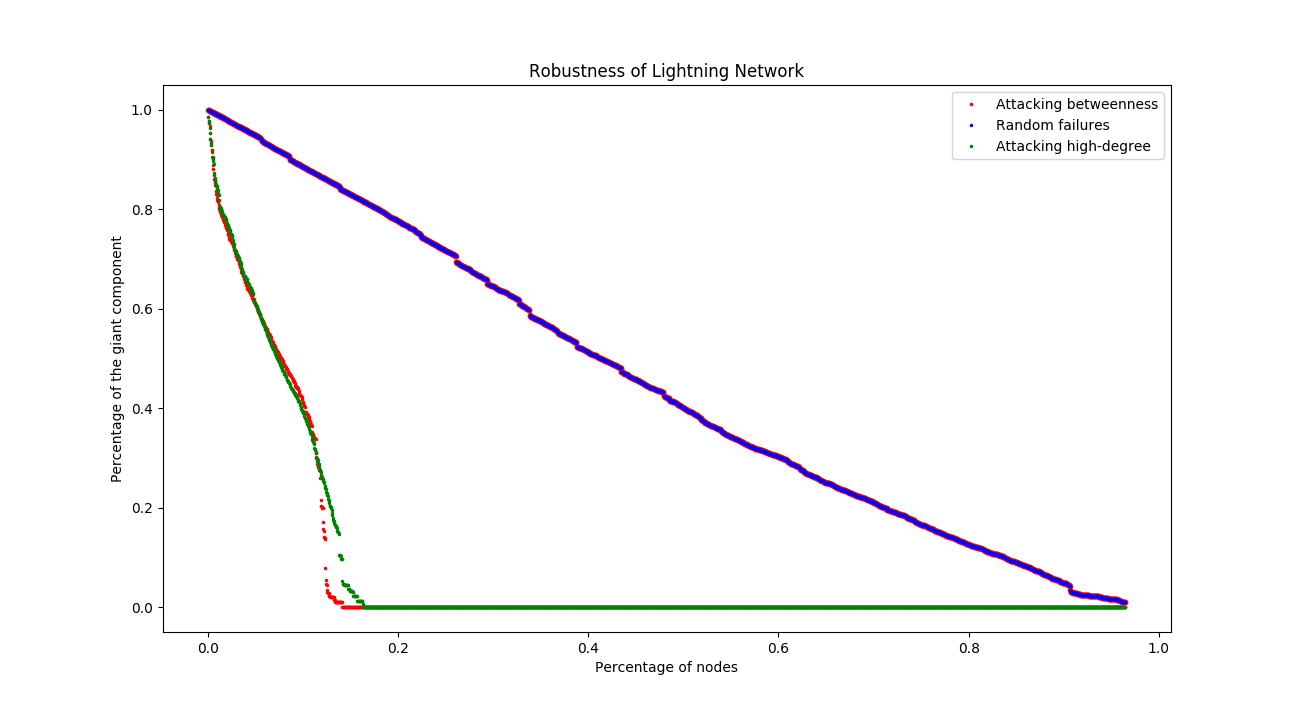 Robustness of Lightning Network
Attacking betweenness
Random failures
Attacking high-degree
Percentage of the giant component
1.0
0.8
0.6
0.4
0.2
0.0
0.0 0.2 0.4 0.6 0.8 1.0
Percentage of nodes